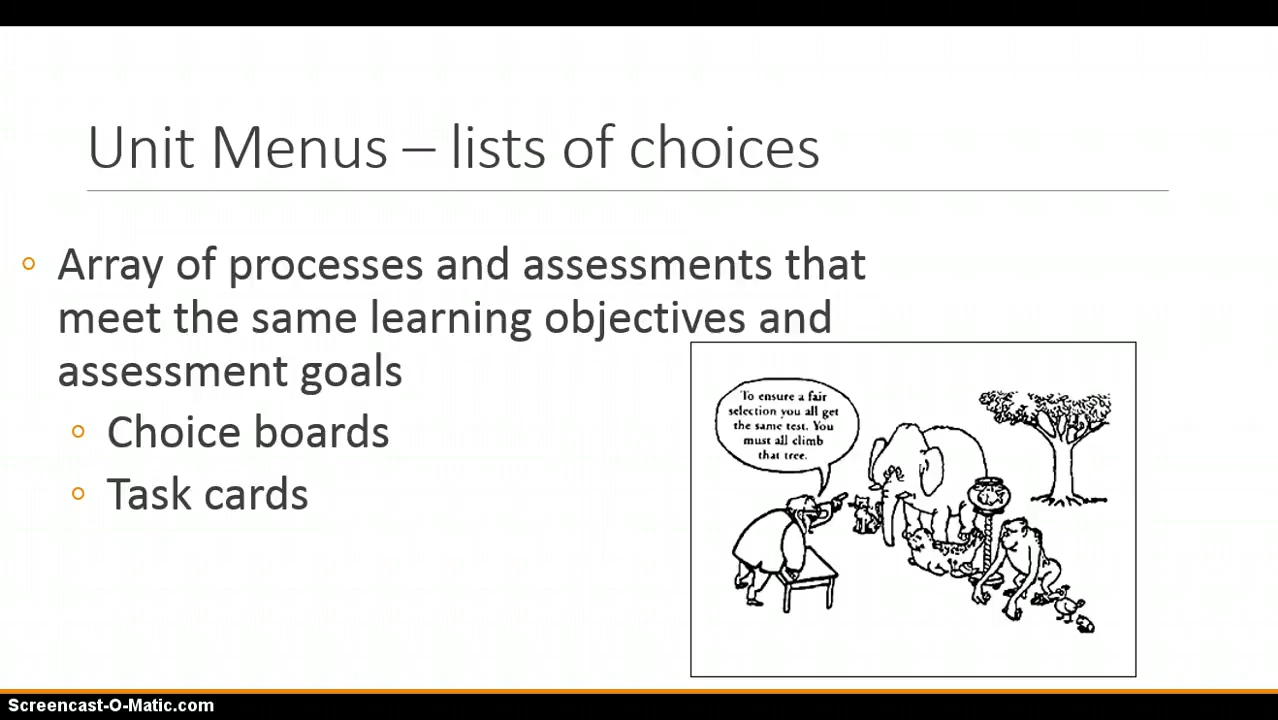 Unit Menus – lists of choices
Array of processes and assessments that
meet the same learning objectives and
assessment goals
Choice boards
Task cards
To ensure a fair
selection you all get
the same test. You
must all climb
that tree.
Screencast-O-Matic.com